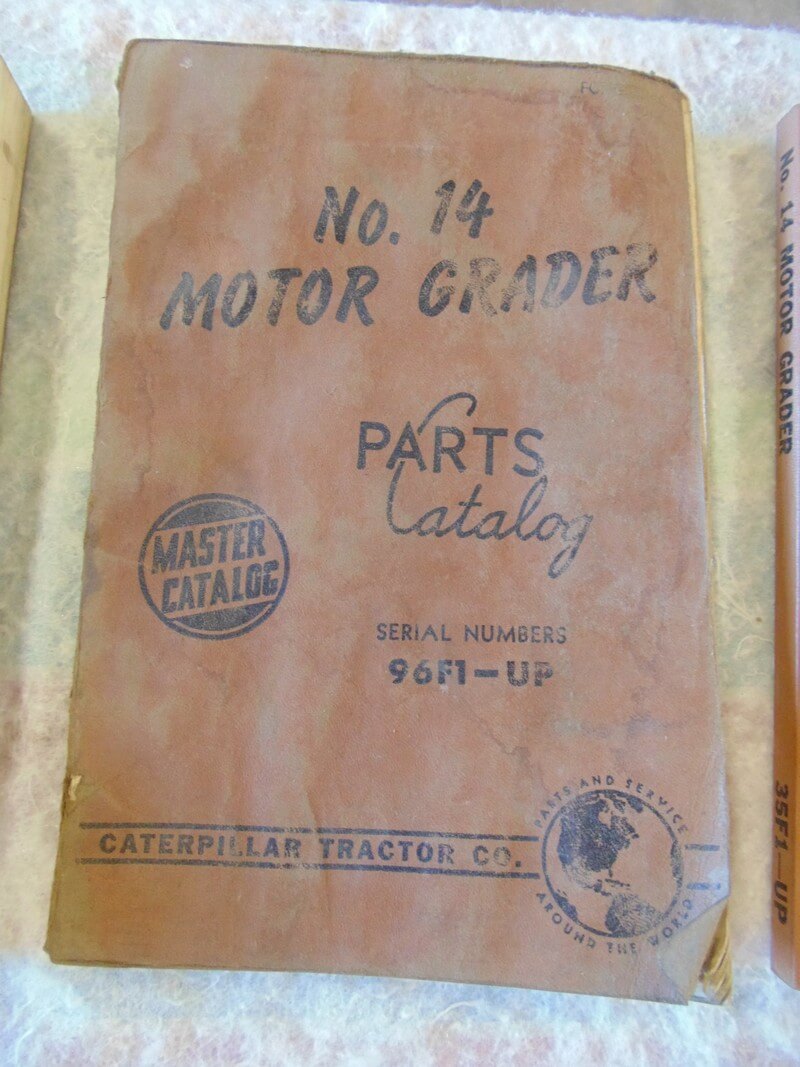 No. 14
MOTOR GRADER
PARTS
Catalog
MASTER
CATALOG
SERIAL NUMBERS
96F1-UP
CATERPILLAR TRACTOR CO.
PARTS AND SERVICE
AROUND THE WORLD
No. 14 MOTOR GRADER
35F1-UP